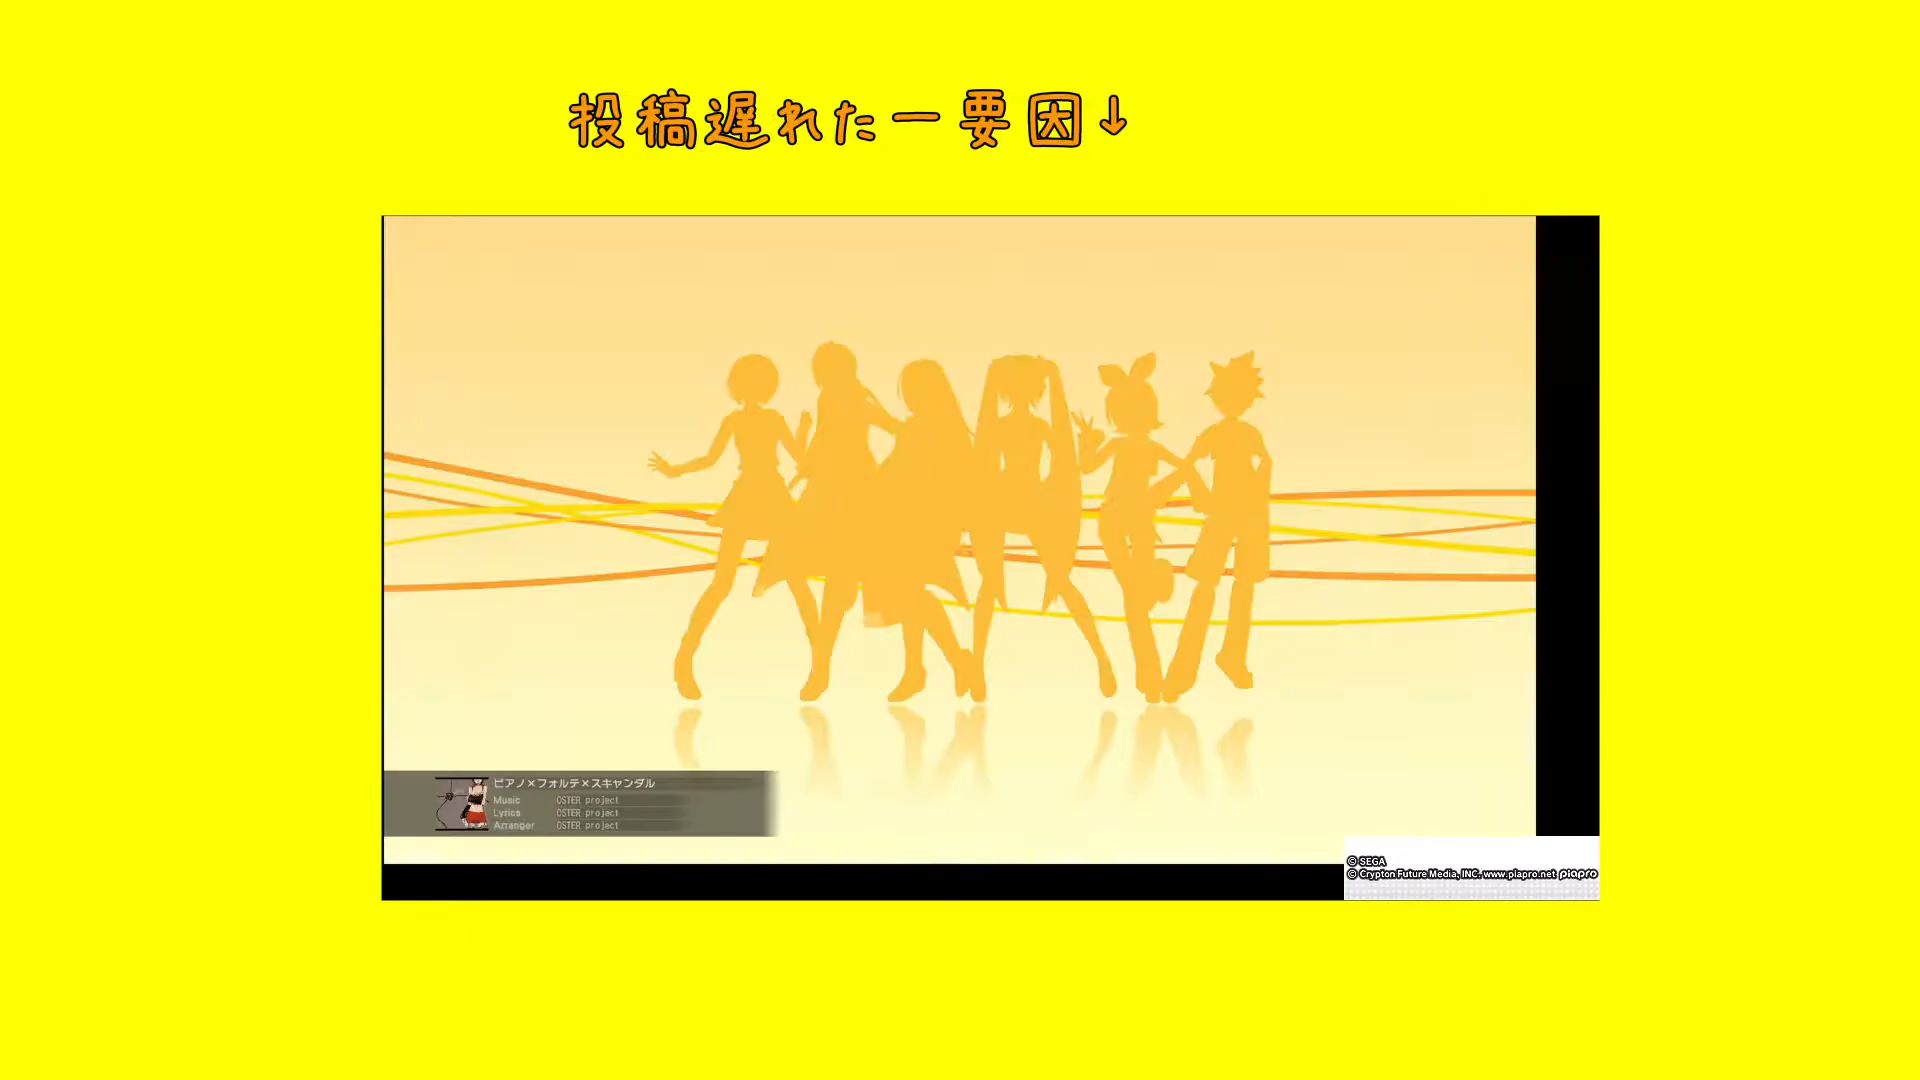 投稿遅れた一要因↓
ピアノ×フォルテ×スキャンダル
Music OSTER project
Lyrics OSTER project
Arranger OSTER project
© SEGA
© Crypton Future Media, INC. www.piapro.net piapro